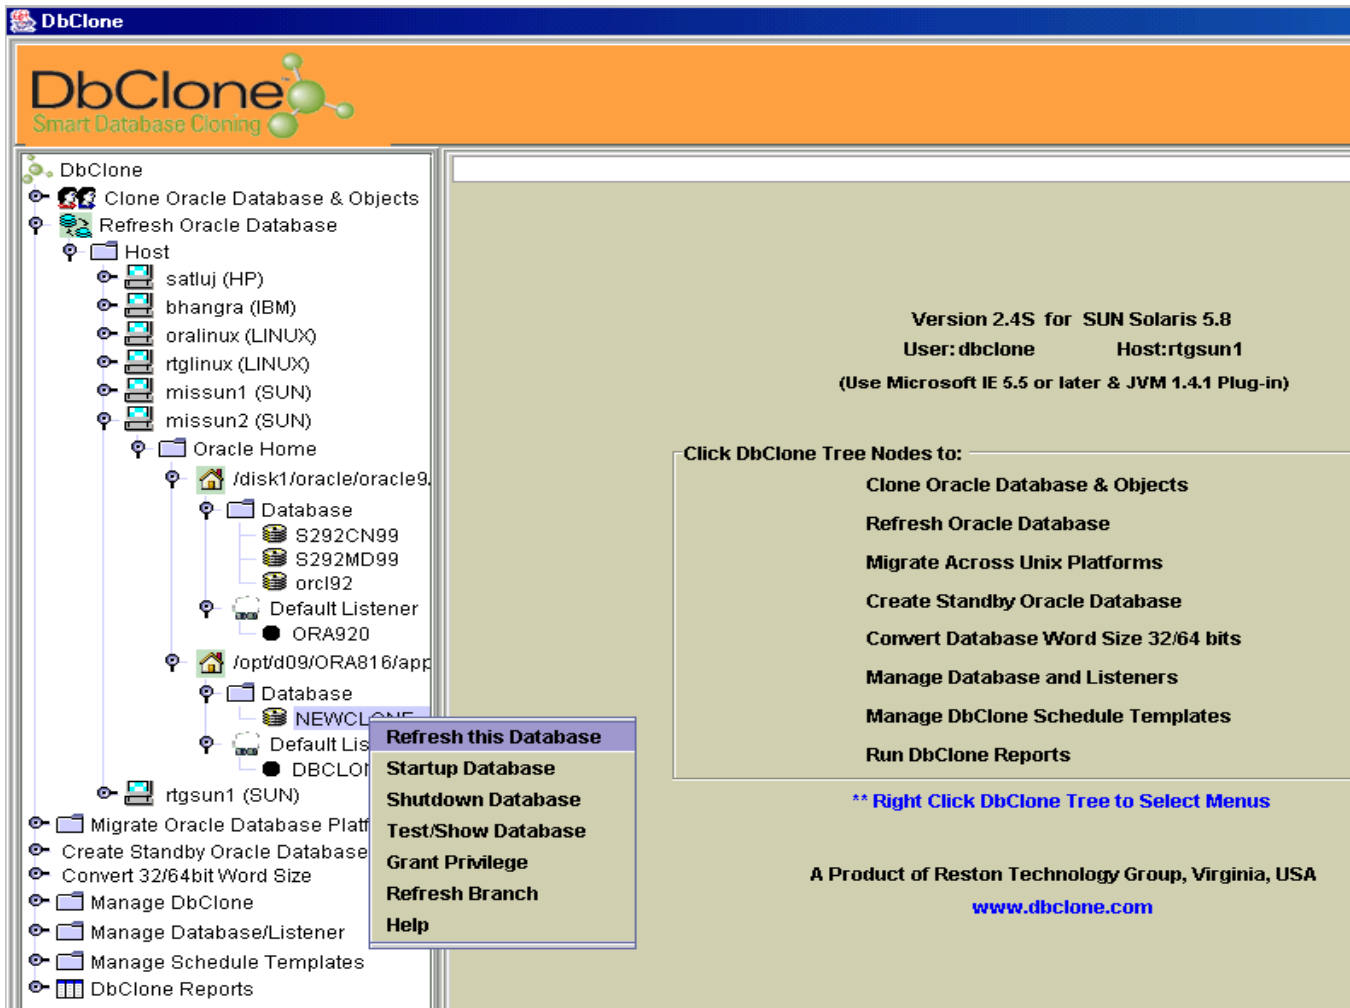 DbClone
DbClone™
Smart Database Cloning
DbClone
Clone Oracle Database & Objects
Refresh Oracle Database
Host
satluj (HP)
bhangra (IBM)
oralinux (LINUX)
rtglinux (LINUX)
missun1 (SUN)
missun2 (SUN)
Oracle Home
/disk1/oracle/oracle9.
Database
S292CN99
S292MD99
orcl92
Default Listener
ORA920
/opt/d09/ORA816/app
Database
NEWCLONE
Default Lis
DBCLON
rtgsun1 (SUN)
Migrate Oracle Database Platf
Create Standby Oracle Database
Convert 32/64bit Word Size
Manage DbClone
Manage Database/Listener
Manage Schedule Templates
DbClone Reports
Refresh this Database
Startup Database
Shutdown Database
Test/Show Database
Grant Privilege
Refresh Branch
Help
Version 2.4S for SUN Solaris 5.8
User: dbclone Host:rtgsun1
(Use Microsoft IE 5.5 or later & JVM 1.4.1 Plug-in)
Click DbClone Tree Nodes to:
Clone Oracle Database & Objects
Refresh Oracle Database
Migrate Across Unix Platforms
Create Standby Oracle Database
Convert Database Word Size 32/64 bits
Manage Database and Listeners
Manage DbClone Schedule Templates
Run DbClone Reports
** Right Click DbClone Tree to Select Menus
A Product of Reston Technology Group, Virginia, USA
www.dbclone.com